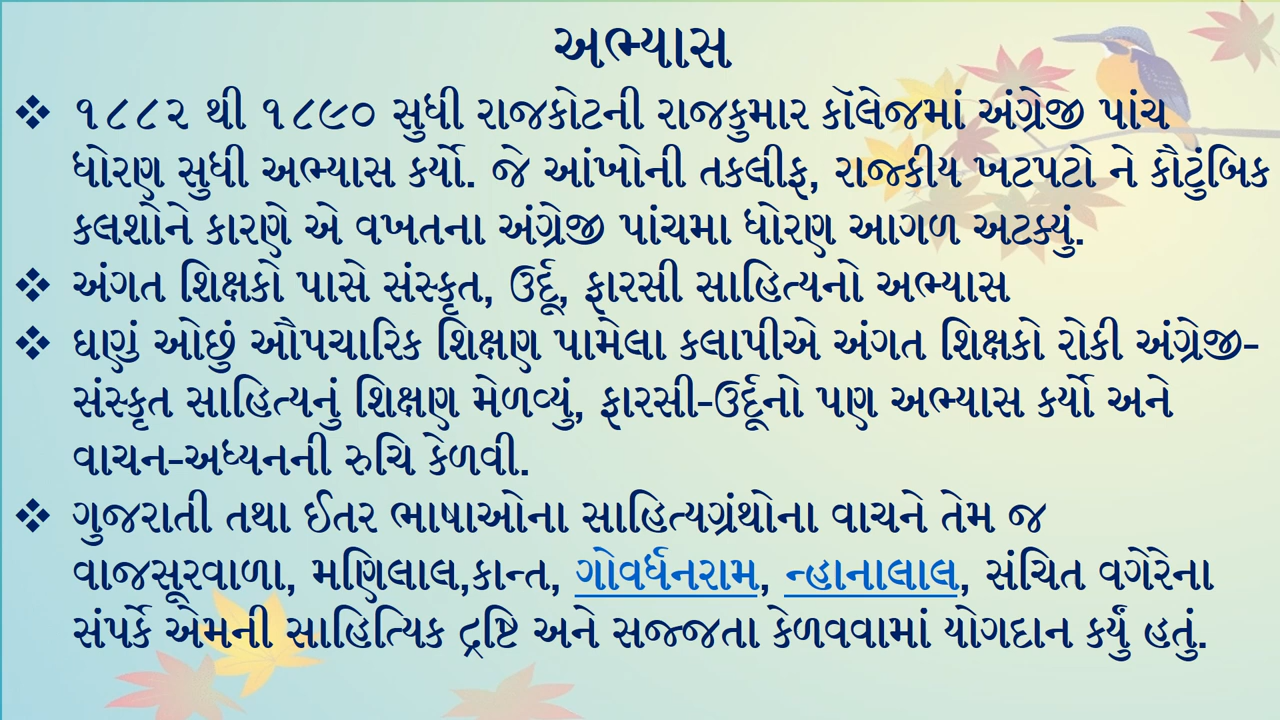 અભ્યાસ
❖ ૧૮૮૨ થી ૧૮૯૦ સુધી રાજકોટની રાજકુમાર કૉલેજમાં અંગ્રેજી પાંચ
ધોરણ સુધી અભ્યાસ કર્યો. જે આંખોની તકલીફ, રાજકીય ખટપટો ને કૌટુંબિક
કલશોને કારણે એ વખતના અંગ્રેજી પાંચમા ધોરણ આગળ અટક્યું.
❖ અંગત શિક્ષકો પાસે સંસ્કૃત, ઉર્દૂ, ફારસી સાહિત્યનો અભ્યાસ
❖ ઘણું ઓછું ઔપચારિક શિક્ષણ પામેલા કલાપીએ અંગત શિક્ષકો રોકી અંગ્રેજી-
સંસ્કૃત સાહિત્યનું શિક્ષણ મેળવ્યું, ફારસી-ઉર્દૂનો પણ અભ્યાસ કર્યો અને
વાચન-અધ્યનની રુચિ કેળવી.
❖ ગુજરાતી તથા ઈતર ભાષાઓના સાહિત્યગ્રંથોના વાચને તેમ જ
વાજસૂરવાળા, મણિલાલ,કાન્ત, ગોવર્ધનરામ, ન્હાનાલાલ, સંચિત વગેરેના
સંપર્કે એમની સાહિત્યિક દ્રષ્ટિ અને સજ્જતા કેળવવામાં યોગદાન કર્યું હતું.